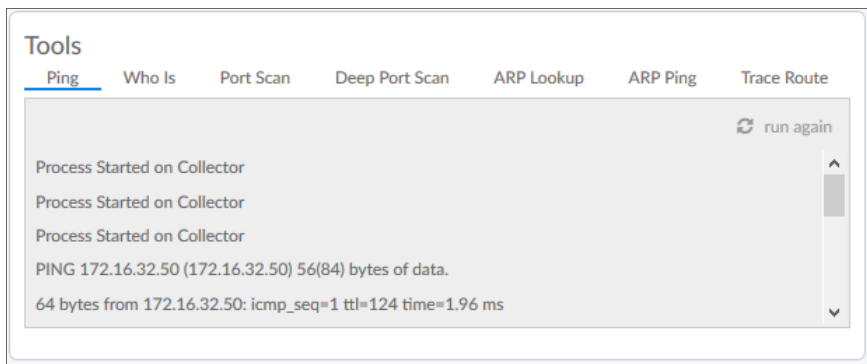 Tools
Ping Who Is Port Scan Deep Port Scan ARP Lookup ARP Ping Trace Route
run again
Process Started on Collector
Process Started on Collector
Process Started on Collector
PING 172.16.32.50 (172.16.32.50) 56(84) bytes of data.
64 bytes from 172.16.32.50: icmp_seq=1 ttl=124 time=1.96 ms